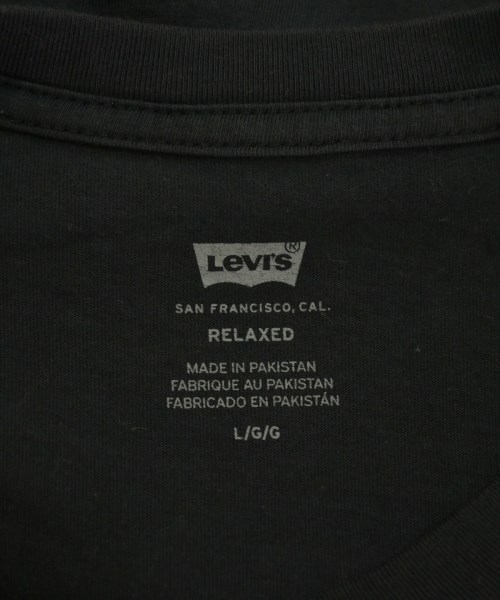 Levi's
®
SAN FRANCISCO, CAL.
RELAXED
MADE IN PAKISTAN
FABRIQUE AU PAKISTAN
FABRICADO EN PAKISTÁN
L/G/G